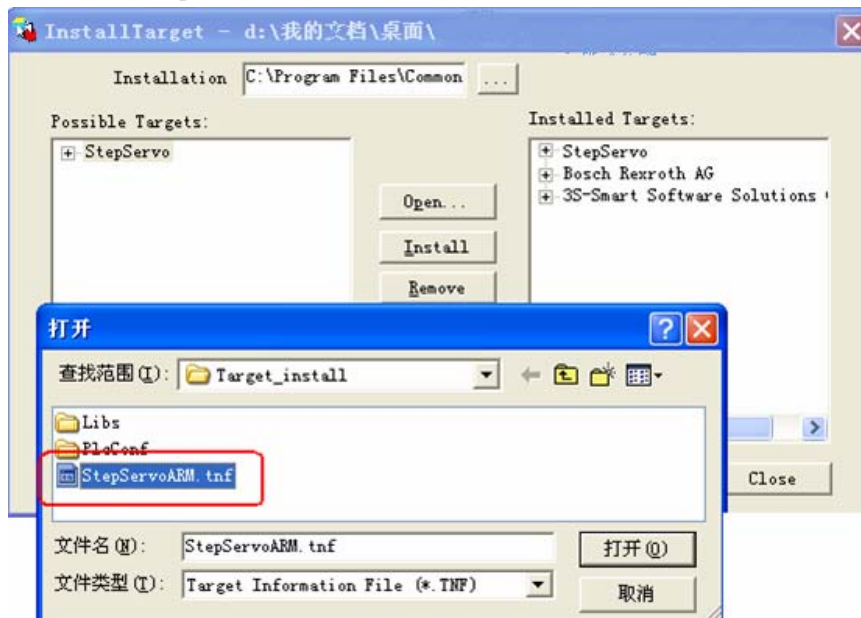 InstallTarget - d:\我的文档\桌面\
Installation C:\Program Files\Common ...
Possible Targets:
StepServo
Open...
Install
Remove
Installed Targets:
StepServo
Bosch Rexroth AG
3S-Smart Software Solutions
Close
打开
查找范围(I): Target_install
Libs
PlcConf
StepServoARM.tnf
文件名(N): StepServoARM.tnf
打开(O)
文件类型(T): Target Information File (*.TNF)
取消